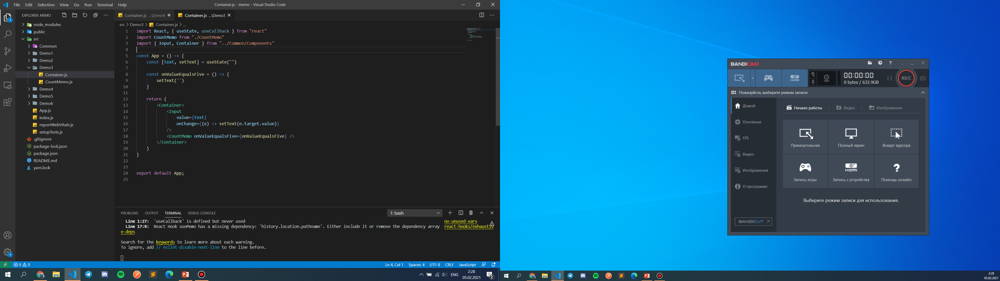 File Edit Selection View Go Run Terminal Help
Container.js - memo - Visual Studio Code
EXPLORER: MEMO
node_modules
public
src
Common
Demo1
Demo2
Demo3
Container.js
CountMemo.js
Demo4
Demo5
Demo6
App.js
index.js
reportWebVitals.js
setupTests.js
.gitignore
package-lock.json
package.json
README.md
yarn.lock
1
1
Container.js ...\Demo4
Container.js ...\Demo3
src > Demo3 > Container.js > ...
1 import React, { useState, useCallback } from "react"
2 import CountMemo from "./CountMemo"
3 import { Input, Container } from "../Common/Components"
4
5 const App = () => {
6 const [text, setText] = useState("")
7
8 const onValueEqualsFive = () => {
9 setText('')
10 }
11
12 return (
13 <Container>
14 <Input
15 value={text}
16 onChange={(e) => setText(e.target.value)}
17 />
18 <CountMemo onValueEqualsFive={onValueEqualsFive} />
19 </Container>
20 )
21 }
22
23
24 export default App;
25
PROBLEMS OUTPUT TERMINAL DEBUG CONSOLE
1: bash
Line 1:27: 'useCallback' is defined but never used no-unused-vars
Line 17:9: React Hook useMemo has a missing dependency: 'history.location.pathname'. Either include it or remove the dependency array react-hooks/exhaustiv
e-deps
Search for the keywords to learn more about each warning.
To ignore, add // eslint-disable-next-line to the line before.
0 0
Ln 4, Col 1 Spaces: 4 UTF-8 CRLF JavaScript
ENG
2:28
05.02.2021
2
BANDICAM
HDMI
00:00:00
0 bytes / 632.9GB
REC
Пожалуйста, выберите режим записи
Домой
Основные
FPS
Видео
Изображения
О программе
BANDICUT
Начало работы
Видео
Изображения
Прямоугольная
Полный экран
Вокруг курсора
HDMI
Запись игры
Запись с устройства
Помощь онлайн
Выберите режим записи для использования.
2:28
05.02.2021